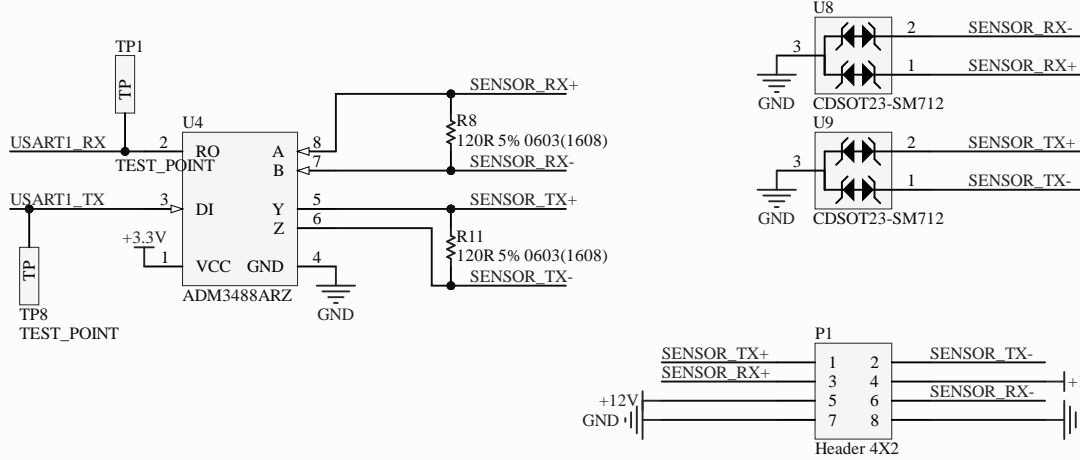 TP1
TP
USART1_RX
2
TEST_POINT
U4
RO
A
8
B
7
SENSOR_RX+
R8
120R 5% 0603(1608)
SENSOR_RX-
USART1_TX
3
DI
Y
5
SENSOR_TX+
Z
6
R11
120R 5% 0603(1608)
SENSOR_TX-
+3.3V
1
VCC
GND
4
ADM3488ARZ
GND
TP
TP8
TEST_POINT
U8
3
2
SENSOR_RX-
1
SENSOR_RX+
GND
CDSOT23-SM712
U9
3
2
SENSOR_TX+
1
SENSOR_TX-
GND
CDSOT23-SM712
P1
SENSOR_TX+
1
2
SENSOR_TX-
SENSOR_RX+
3
4
+12V
5
6
SENSOR_RX-
GND
7
8
Header 4X2